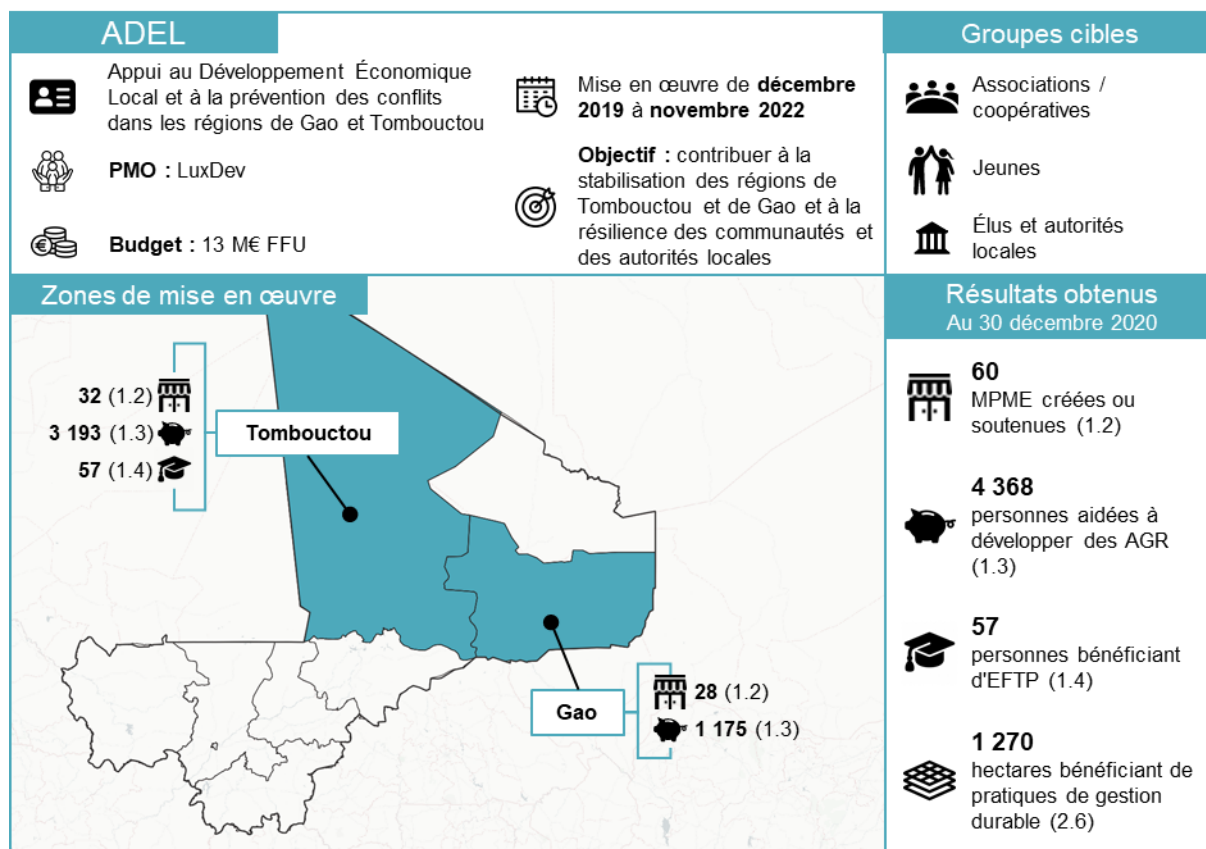 ADEL
Appui au Développement Économique
Local et à la prévention des conflits
dans les régions de Gao et Tombouctou
PMO : LuxDev
Budget : 13 M€ FFU
Mise en œuvre de décembre
2019 à novembre 2022
Objectif : contribuer à la
stabilisation des régions de
Tombouctou et de Gao et à la
résilience des communautés et
des autorités locales
Groupes cibles
Associations /
coopératives
Jeunes
Élus et autorités
locales
Zones de mise en œuvre
32 (1.2)
3 193 (1.3)
57 (1.4)
Tombouctou
Gao
28 (1.2)
1 175 (1.3)
Résultats obtenus
Au 30 décembre 2020
60
MPME créées ou
soutenues (1.2)
4 368
personnes aidées à
développer des AGR
(1.3)
57
personnes bénéficiant
d'EFTP (1.4)
1 270
hectares bénéficiant de
pratiques de gestion
durable (2.6)